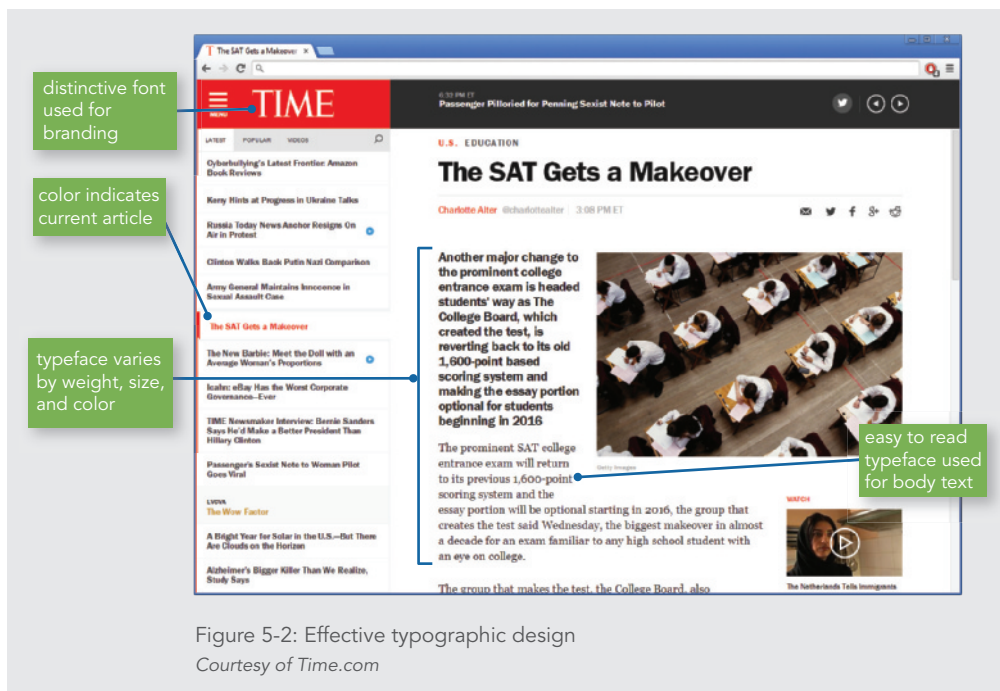 The SAT Gets a Makeover
distinctive font
used for
branding
MENU
TIME
6:33 PM ET
Passenger Pilloried for Penning Sexist Note to Pilot
LATEST POPULAR VIDEOS
color indicates
current article
Cyberbullying's Latest Frontier: Amazon
Book Reviews
Kerry Hints at Progress in Ukraine Talks
Russia Today News Anchor Resigns On
Air in Protest
Clinton Walks Back Putin Nazi Comparison
Army General Maintains Innocence in
Sexual Assault Case
The SAT Gets a Makeover
typeface varies
by weight, size,
and color
The New Barbie: Meet the Doll with an
Average Woman's Proportions
Icahn: eBay Has the Worst Corporate
Governance–Ever
TIME Newsmaker Interview: Bernie Sanders
Says He'd Make a Better President Than
Hillary Clinton
Passenger's Sexist Note to Woman Pilot
Goes Viral
The Wow Factor
A Bright Year for Solar in the U.S.—But There
Are Clouds on the Horizon
Alzheimer's Bigger Killer Than We Realize,
Study Says
U.S. EDUCATION
The SAT Gets a Makeover
Charlotte Alter @charlottealter 3:08 PM ET
Another major change to
the prominent college
entrance exam is headed
students' way as The
College Board, which
created the test, is
reverting back to its old
1,600-point based
scoring system and
making the essay portion
optional for students
beginning in 2016
Getty Images
The prominent SAT college
entrance exam will return
to its previous 1,600-point
scoring system and the
essay portion will be optional starting in 2016, the group that
creates the test said Wednesday, the biggest makeover in almost
a decade for an exam familiar to any high school student with
an eye on college.
The group that makes the test, the College Board, also
easy to read
typeface used
for body text
WATCH
The Netherlands Tells Immigrants
Figure 5-2: Effective typographic design
Courtesy of Time.com